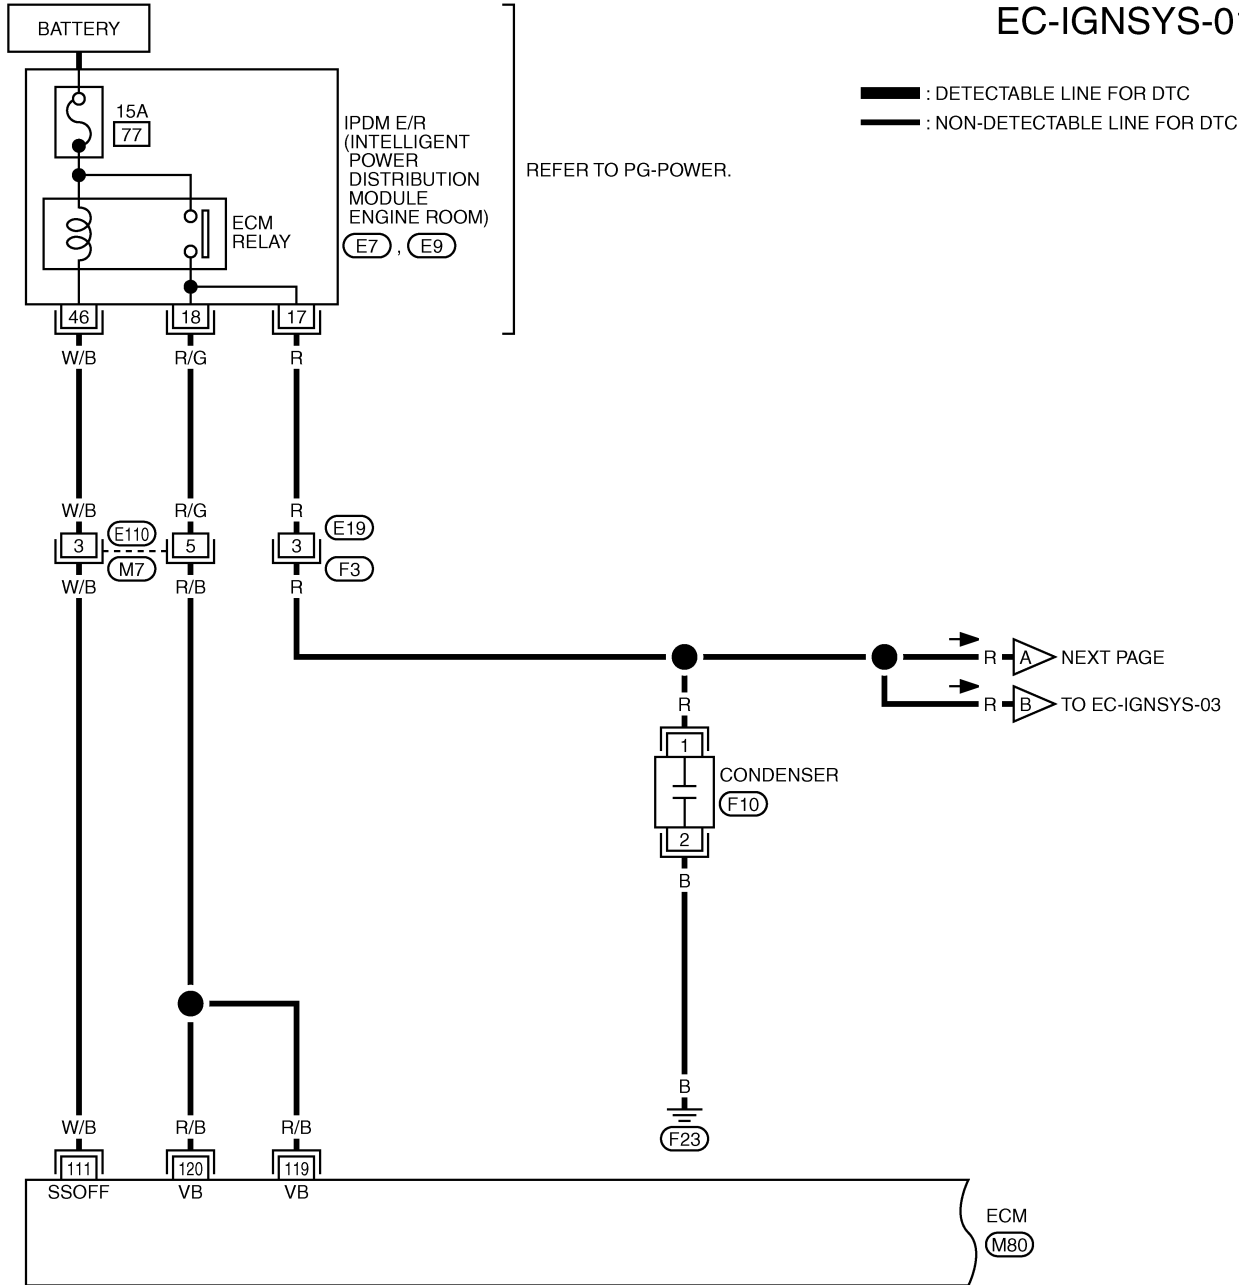 EC-IGNSYS-01
BATTERY
: DETECTABLE LINE FOR DTC
: NON-DETECTABLE LINE FOR DTC
15A
77
IPDM E/R
(INTELLIGENT
POWER
DISTRIBUTION
MODULE
ENGINE ROOM)
E7 , E9
REFER TO PG-POWER.
ECM
RELAY
46 18 17
W/B R/G R
W/B R/G R
3 E110 5 3 E19
M7 F3
W/B R/B R
R A NEXT PAGE
R R B TO EC-IGNSYS-03
1
CONDENSER
F10
2
B
B
W/B R/B R/B
F23
111 120 119
SSOFF VB VB
ECM
M80